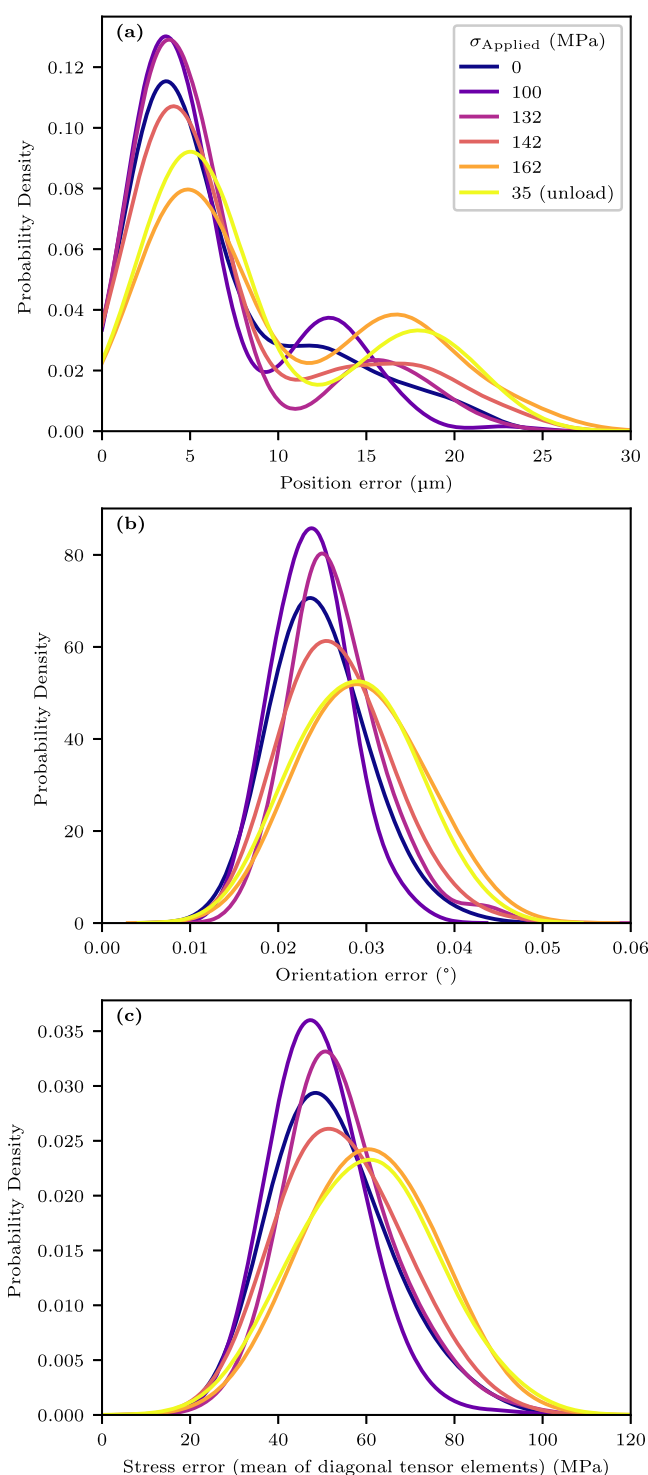 (a)
σApplied (MPa)
0
100
132
142
162
35 (unload)
0.12
0.10
0.08
0.06
0.04
0.02
0.00
Probability Density
0 5 10 15 20 25 30
Position error (µm)
(b)
80
60
40
20
0
Probability Density
0.00 0.01 0.02 0.03 0.04 0.05 0.06
Orientation error (°)
(c)
0.035
0.030
0.025
0.020
0.015
0.010
0.005
0.000
Probability Density
0 20 40 60 80 100 120
Stress error (mean of diagonal tensor elements) (MPa)